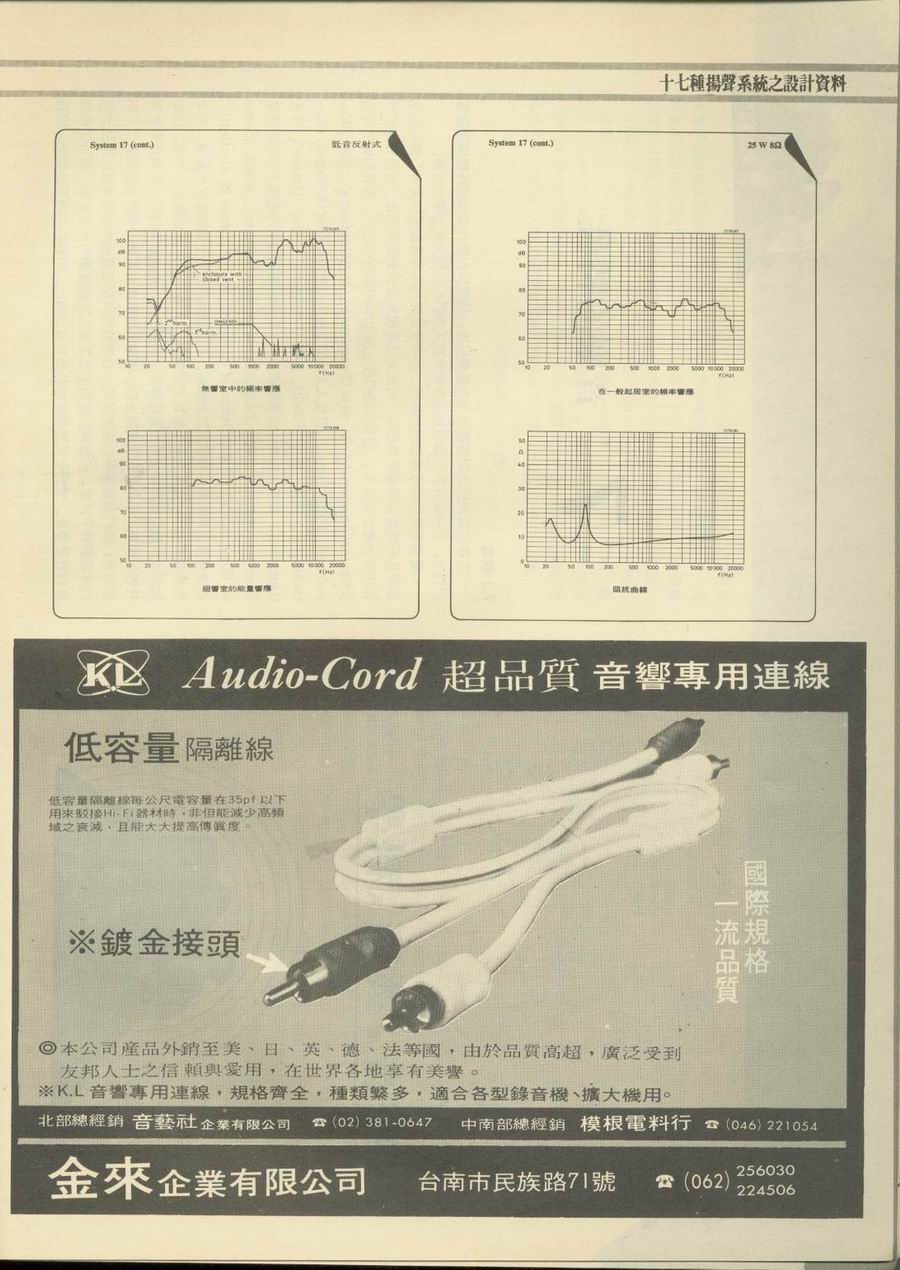 十七種揚聲系統之設計資料
System 17 (cont.)
低音反射式
100
dB
90
80
70
60
50
enclosure with
closed vent
2nd harm.
3rd harm.
10 20 50 100 200 500 1000 2000 5000 10000 20000
f(Hz)
無響室中的頻率響應
100
dB
90
80
70
60
50
10 20 50 100 200 500 1000 2000 5000 10000 20000
f(Hz)
迴響室的能量響應
System 17 (cont.)
25 W 8Ω
100
dB
90
80
70
60
50
10 20 50 100 200 500 1000 2000 5000 10000 20000
f(Hz)
在一般起居室的頻率響應
50
Ω
40
30
20
10
0
10 20 50 100 200 500 1000 2000 5000 10000 20000
f(Hz)
阻抗曲線
K.L
Audio-Cord 超品質 音響專用連線
低容量隔離線
低容量隔離線每公尺電容量在35pf以下
用來駁接Hi-Fi器材時，非但能減少高頻
域之衰減，且能大大提高傳眞度。
※鍍金接頭
國際規格
一流品質
◎本公司產品外銷至美、日、英、德、法等國，由於品質高超，廣泛受到
友邦人士之信賴與愛用，在世界各地享有美譽。
※K.L音響專用連線，規格齊全，種類繁多，適合各型錄音機、擴大機用。
北部總經銷 音藝社企業有限公司 ☎(02) 381-0647 中南部總經銷 模根電料行 ☎(046) 221054
金來企業有限公司 台南市民族路71號 ☎(062) 256030
224506